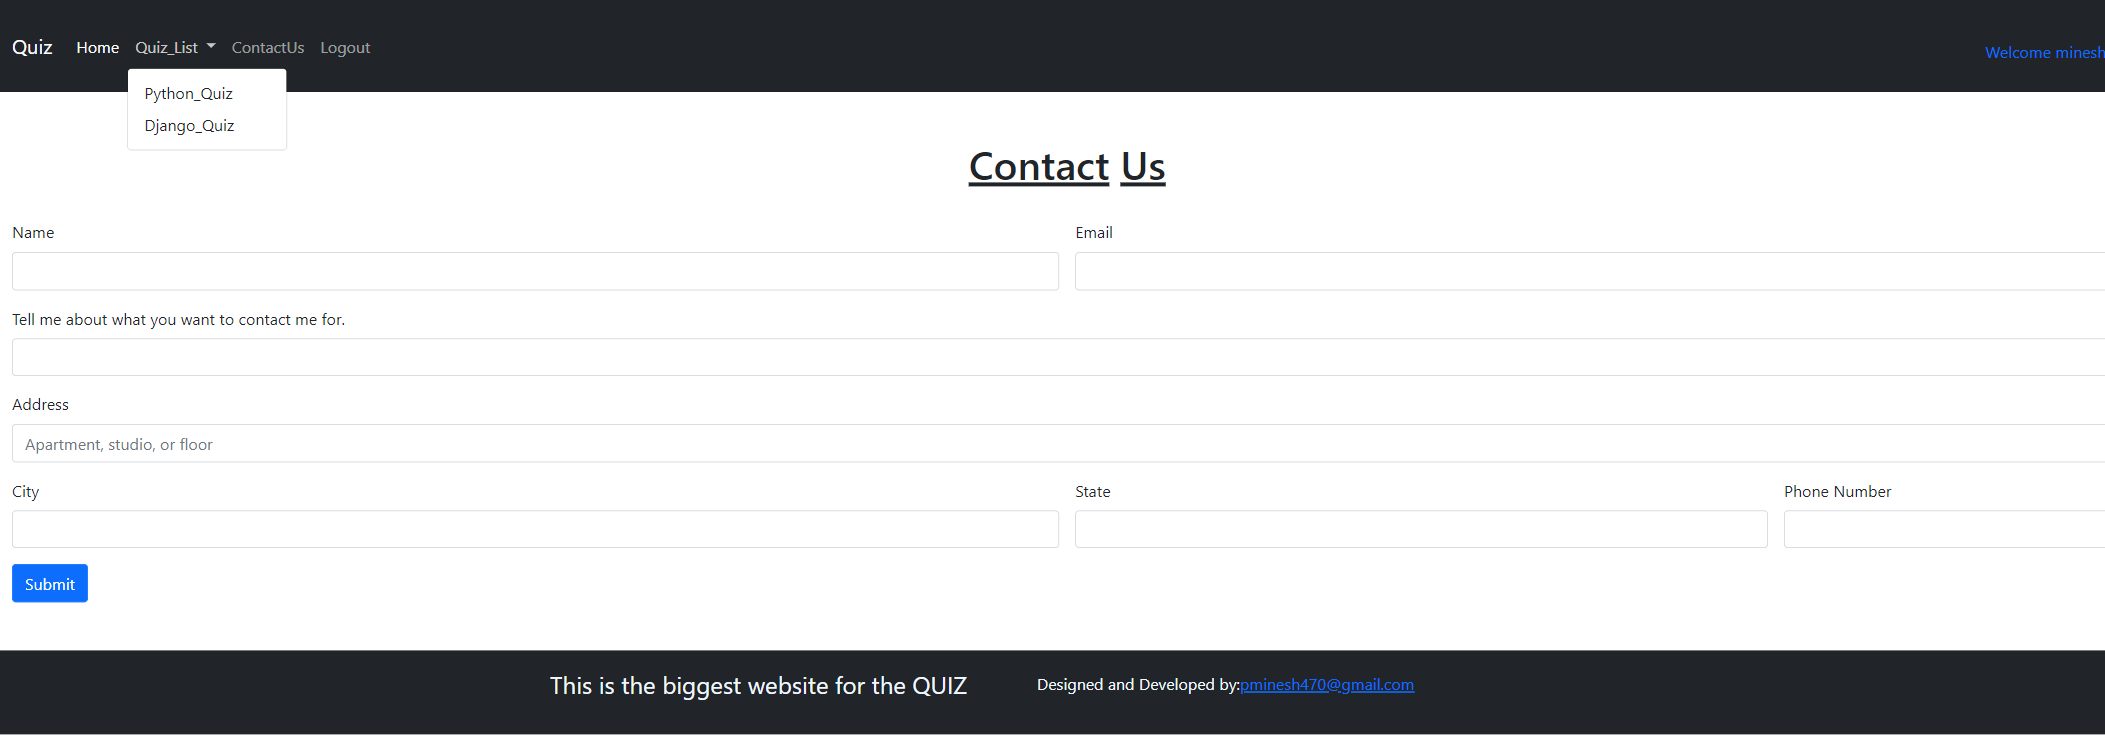 Quiz Home Quiz_List ContactUs Logout Welcome minesh
Python_Quiz
Django_Quiz
Contact Us
Name Email
Tell me about what you want to contact me for.
Address
Apartment, studio, or floor
City State Phone Number
Submit
This is the biggest website for the QUIZ Designed and Developed by:pminesh470@gmail.com